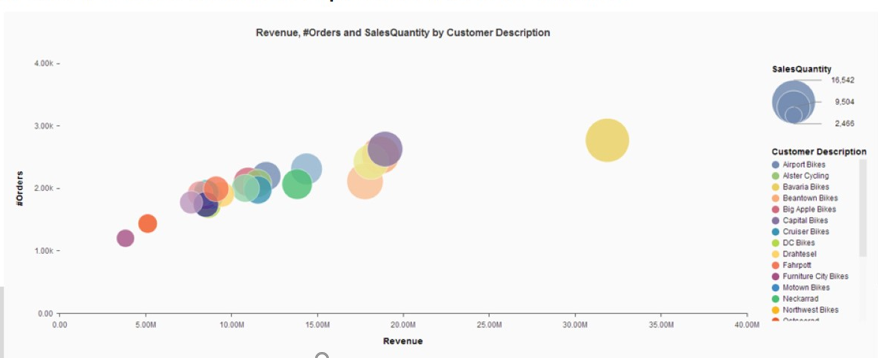 Revenue, #Orders and SalesQuantity by Customer Description
4.00k
3.00k
2.00k
1.00k
0.00
#Orders
0.00 5.00M 10.00M 15.00M 20.00M 25.00M 30.00M 35.00M 40.00M
Revenue
SalesQuantity
16,542
9,504
2,466
Customer Description
Airport Bikes
Alster Cycling
Bavaria Bikes
Beantown Bikes
Big Apple Bikes
Capital Bikes
Cruiser Bikes
DC Bikes
Drahtesel
Fahrpott
Furniture City Bikes
Motown Bikes
Neckarrad
Northwest Bikes